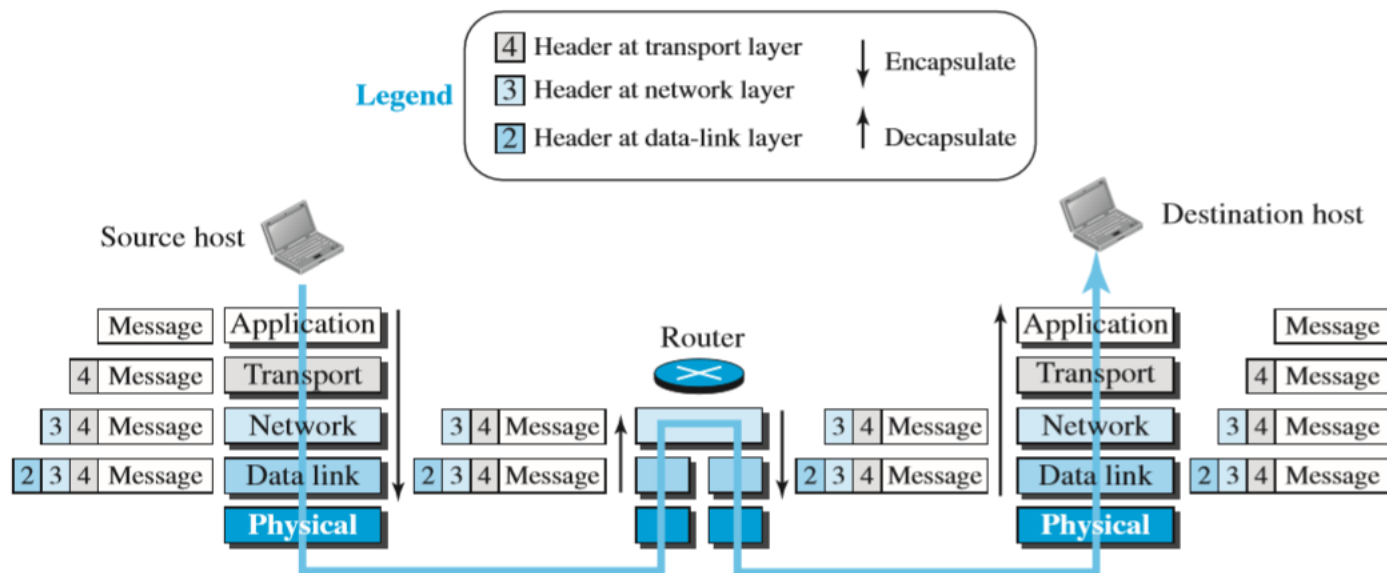 Legend
4 Header at transport layer
3 Header at network layer
2 Header at data-link layer
Encapsulate
Decapsulate
Source host
Destination host
Router
Message Application
4 Message Transport
3 4 Message Network
2 3 4 Message Data link
Physical
3 4 Message
2 3 4 Message
3 4 Message
2 3 4 Message
Application Message
Transport 4 Message
Network 3 4 Message
Data link 2 3 4 Message
Physical